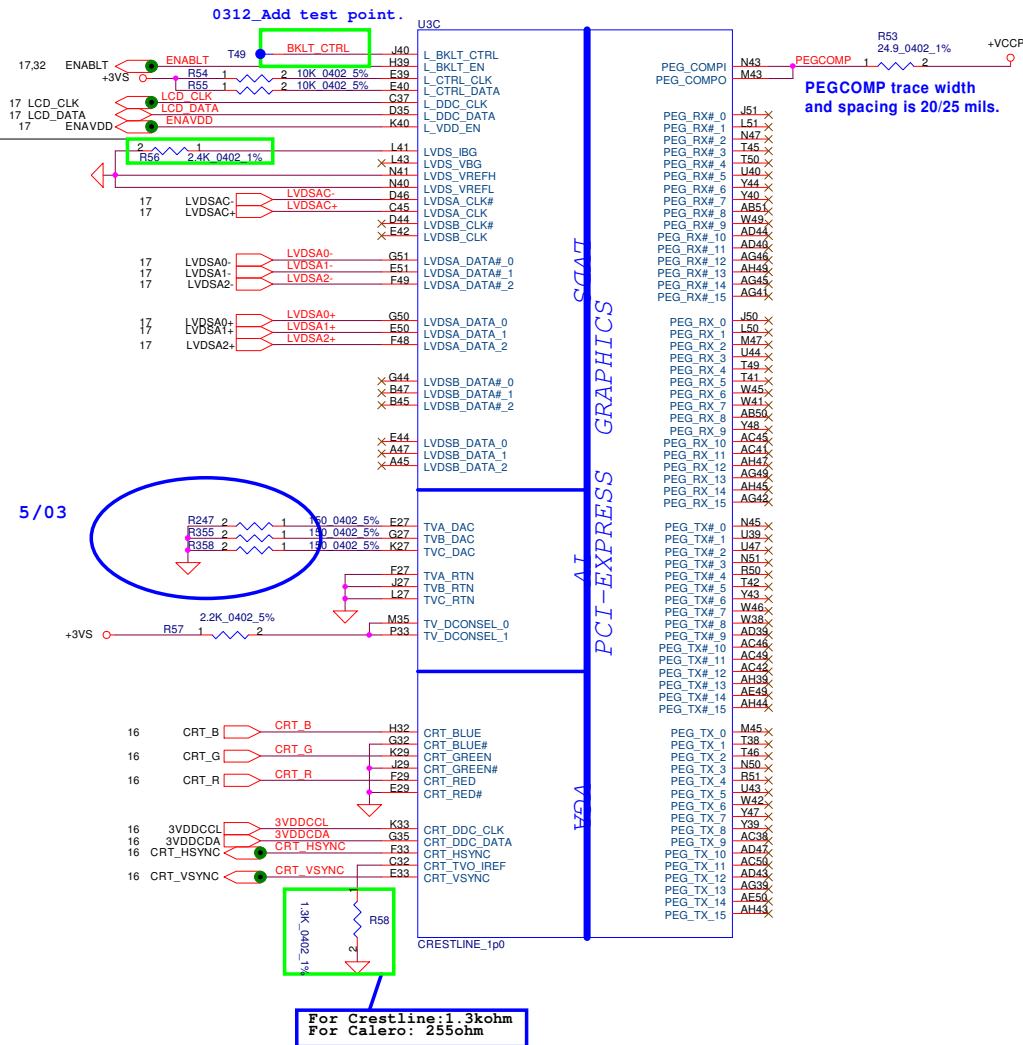 0312_Add test point.
U3C
T49 BKLT_CTRL J40 L_BKLT_CTRL
17,32 ENABLT ENABLT H39 L_BKLT_EN
+3VS R54 1 2 10K_0402_5% E39 L_CTRL_CLK
R55 1 2 10K_0402_5% E40 L_CTRL_DATA
17 LCD_CLK LCD_CLK C37 L_DDC_CLK
17 LCD_DATA LCD_DATA D35 L_DDC_DATA
17 ENAVDD ENAVDD K40 L_VDD_EN
2 1 L41 LVDS_IBG
R56 2.4K_0402_1% L43 LVDS_VBG
N41 LVDS_VREFH
N40 LVDS_VREFL
17 LVDSAC- LVDSAC- D46 LVDSA_CLK#
17 LVDSAC+ LVDSAC+ C45 LVDSA_CLK
D44 LVDSB_CLK#
E42 LVDSB_CLK
17 LVDSA0- LVDSA0- G51 LVDSA_DATA#_0
17 LVDSA1- LVDSA1- E51 LVDSA_DATA#_1
17 LVDSA2- LVDSA2- F49 LVDSA_DATA#_2
17 LVDSA0+ LVDSA0+ G50 LVDSA_DATA_0
17 LVDSA1+ LVDSA1+ E50 LVDSA_DATA_1
17 LVDSA2+ LVDSA2+ F48 LVDSA_DATA_2
G44 LVDSB_DATA#_0
B47 LVDSB_DATA#_1
B45 LVDSB_DATA#_2
E44 LVDSB_DATA_0
A47 LVDSB_DATA_1
A45 LVDSB_DATA_2
5/03
R247 2 1 150_0402_5% E27 TVA_DAC
R355 2 1 150_0402_5% G27 TVB_DAC
R358 2 1 150_0402_5% K27 TVC_DAC
F27 TVA_RTN
J27 TVB_RTN
L27 TVC_RTN
2.2K_0402_5% M35 TV_DCONSEL_0
+3VS R57 1 2 P33 TV_DCONSEL_1
16 CRT_B CRT_B H32 CRT_BLUE
G32 CRT_BLUE#
16 CRT_G CRT_G K29 CRT_GREEN
J29 CRT_GREEN#
16 CRT_R CRT_R F29 CRT_RED
E29 CRT_RED#
16 3VDDCCL 3VDDCCL K33 CRT_DDC_CLK
16 3VDDCDA 3VDDCDA G35 CRT_DDC_DATA
16 CRT_HSYNC CRT_HSYNC F33 CRT_HSYNC
C32 CRT_TVO_IREF
16 CRT_VSYNC CRT_VSYNC E33 CRT_VSYNC
1
R58
1.3K_0402_1%
2
CRESTLINE_1p0
For Crestline:1.3kohm
For Calero: 255ohm
LVDS
TV
VGA
PCI-EXPRESS GRAPHICS
R53
24.9_0402_1%
+VCCP
PEG_COMPI N43 PEGCOMP 1 2
PEG_COMPO M43
PEGCOMP trace width
and spacing is 20/25 mils.
PEG_RX#_0 J51
PEG_RX#_1 L51
PEG_RX#_2 N47
PEG_RX#_3 T45
PEG_RX#_4 T50
PEG_RX#_5 U40
PEG_RX#_6 Y44
PEG_RX#_7 Y40
PEG_RX#_8 AB51
PEG_RX#_9 W49
PEG_RX#_10 AD44
PEG_RX#_11 AD40
PEG_RX#_12 AG46
PEG_RX#_13 AH49
PEG_RX#_14 AG45
PEG_RX#_15 AG41
PEG_RX_0 J50
PEG_RX_1 L50
PEG_RX_2 M47
PEG_RX_3 U44
PEG_RX_4 T49
PEG_RX_5 T41
PEG_RX_6 W45
PEG_RX_7 W41
PEG_RX_8 AB50
PEG_RX_9 Y48
PEG_RX_10 AC45
PEG_RX_11 AC41
PEG_RX_12 AH47
PEG_RX_13 AG49
PEG_RX_14 AH45
PEG_RX_15 AG42
PEG_TX#_0 N45
PEG_TX#_1 U39
PEG_TX#_2 U47
PEG_TX#_3 N51
PEG_TX#_4 R50
PEG_TX#_5 T42
PEG_TX#_6 Y43
PEG_TX#_7 W46
PEG_TX#_8 W38
PEG_TX#_9 AD39
PEG_TX#_10 AC46
PEG_TX#_11 AC49
PEG_TX#_12 AC42
PEG_TX#_13 AH39
PEG_TX#_14 AE49
PEG_TX#_15 AH44
PEG_TX_0 M45
PEG_TX_1 T38
PEG_TX_2 T46
PEG_TX_3 N50
PEG_TX_4 R51
PEG_TX_5 U43
PEG_TX_6 W42
PEG_TX_7 Y47
PEG_TX_8 Y39
PEG_TX_9 AC38
PEG_TX_10 AD47
PEG_TX_11 AC50
PEG_TX_12 AD43
PEG_TX_13 AG39
PEG_TX_14 AE50
PEG_TX_15 AH43